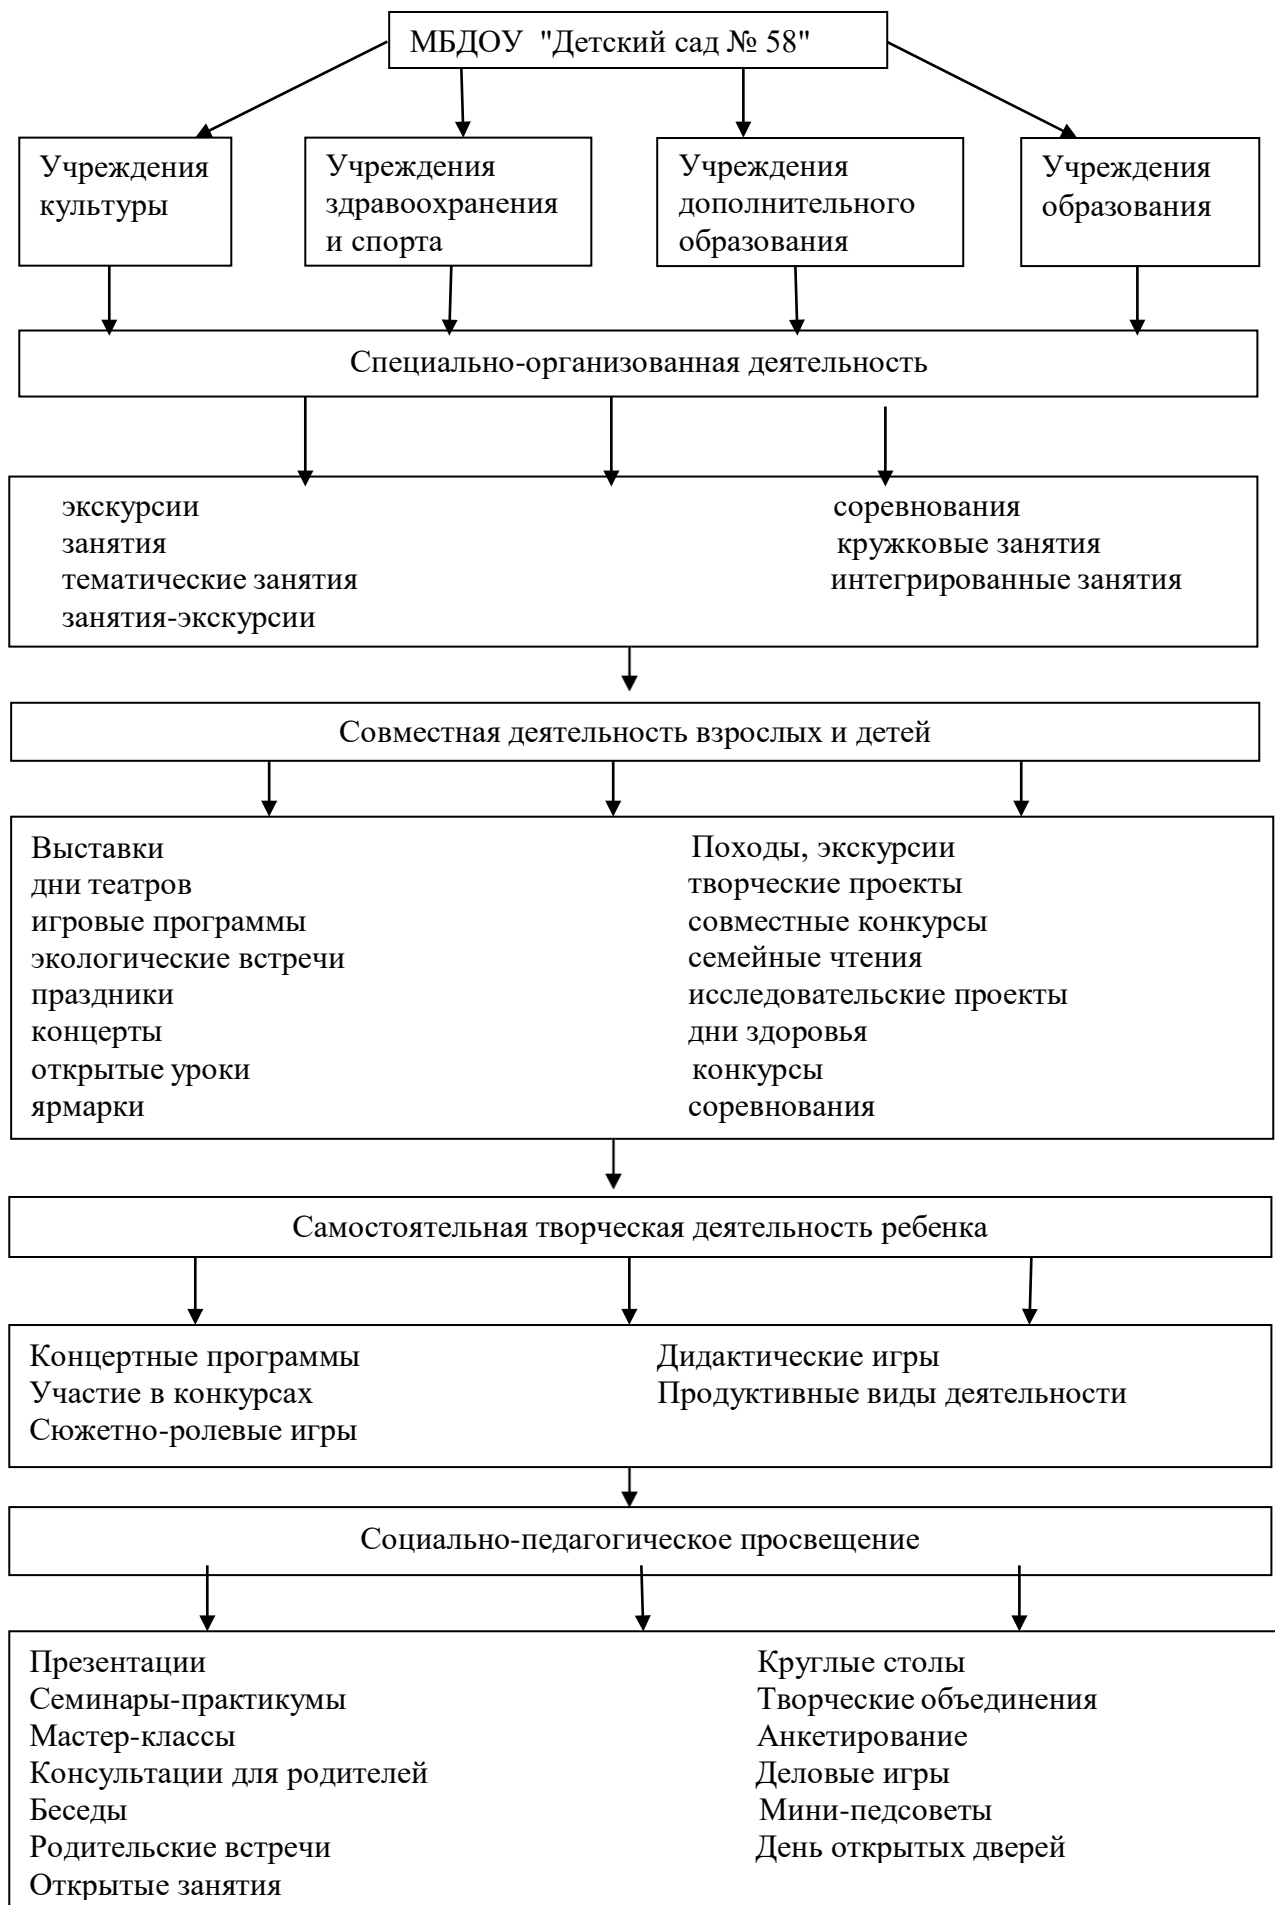 МБДОУ "Детский сад № 58"
Учреждения
культуры
Учреждения
здравоохранения
и спорта
Учреждения
дополнительного
образования
Учреждения
образования
Специально-организованная деятельность
экскурсии
занятия
тематические занятия
занятия-экскурсии
соревнования
кружковые занятия
интегрированные занятия
Совместная деятельность взрослых и детей
Выставки
дни театров
игровые программы
экологические встречи
праздники
концерты
открытые уроки
ярмарки
Походы, экскурсии
творческие проекты
совместные конкурсы
семейные чтения
исследовательские проекты
дни здоровья
конкурсы
соревнования
Самостоятельная творческая деятельность ребенка
Концертные программы
Участие в конкурсах
Сюжетно-ролевые игры
Дидактические игры
Продуктивные виды деятельности
Социально-педагогическое просвещение
Презентации
Семинары-практикумы
Мастер-классы
Консультации для родителей
Беседы
Родительские встречи
Открытые занятия
Круглые столы
Творческие объединения
Анкетирование
Деловые игры
Мини-педсоветы
День открытых дверей